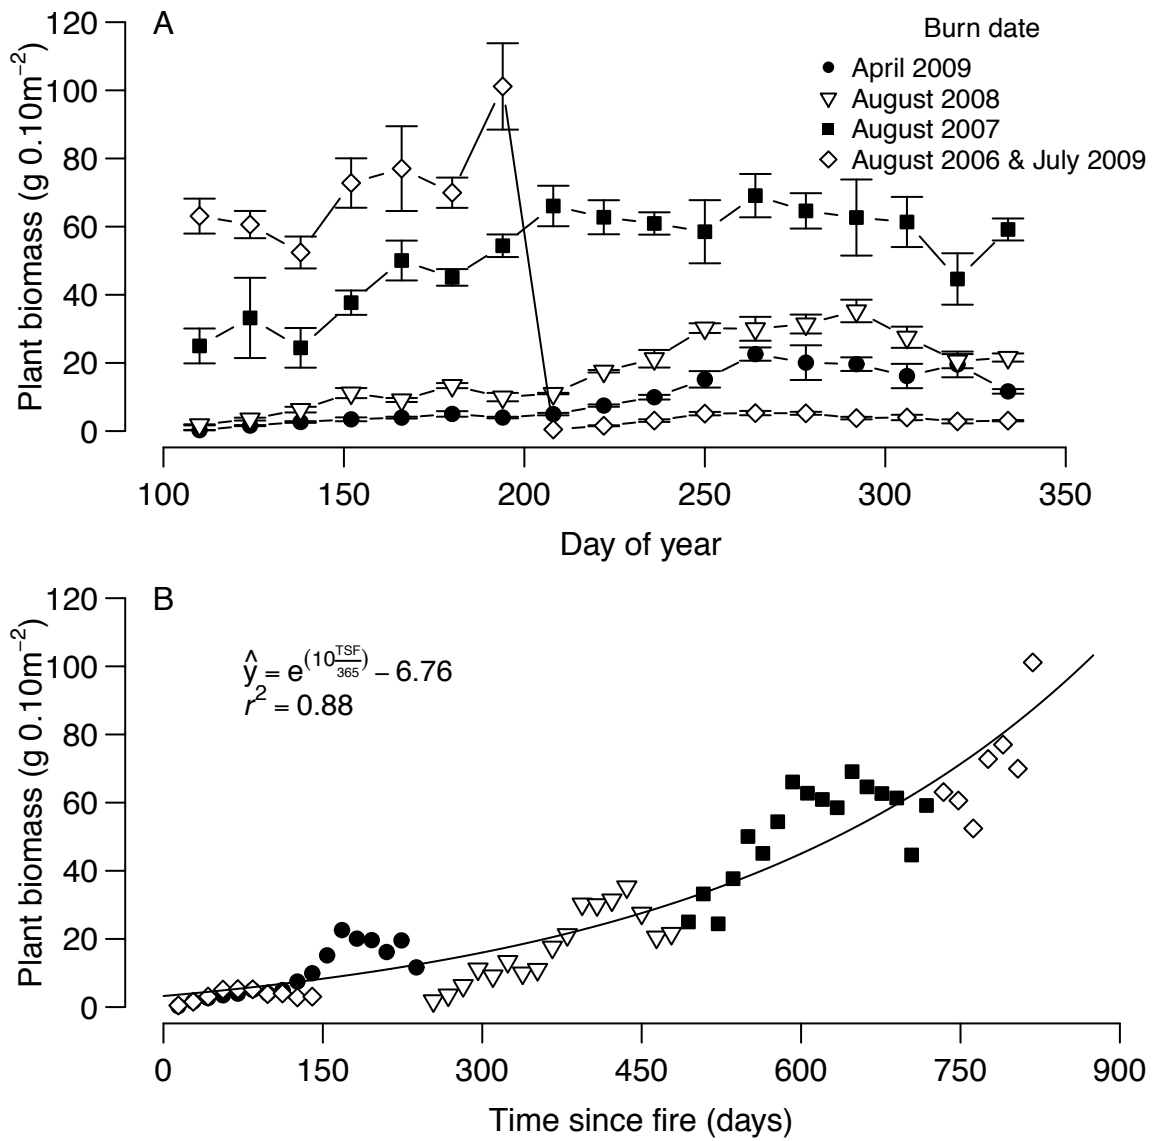 A
Burn date
April 2009
August 2008
August 2007
August 2006 & July 2009
Plant biomass (g 0.10m⁻²)
120
100
80
60
40
20
0
100 150 200 250 300 350
Day of year
B
ŷ = e^(10^(TSF/365)) − 6.76
r² = 0.88
Plant biomass (g 0.10m⁻²)
120
100
80
60
40
20
0
0 150 300 450 600 750 900
Time since fire (days)